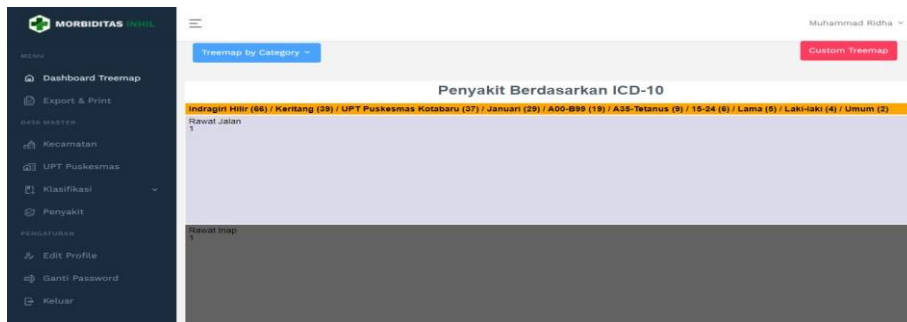 MORBIDITAS INHIL
Muhammad Ridha
MENU
Dashboard Treemap
Export & Print
DATA MASTER
Kecamatan
UPT Puskesmas
Klasifikasi
Penyakit
PENGATURAN
Edit Profile
Ganti Password
Keluar
Treemap by Category
Custom Treemap
Penyakit Berdasarkan ICD-10
Indragiri Hilir (66) / Keritang (39) / UPT Puskesmas Kotabaru (37) / Januari (29) / A00-B99 (19) / A35-Tetanus (9) / 15-24 (6) / Lama (5) / Laki-laki (4) / Umum (2)
Rawat Jalan
1
Rawat Inap
1